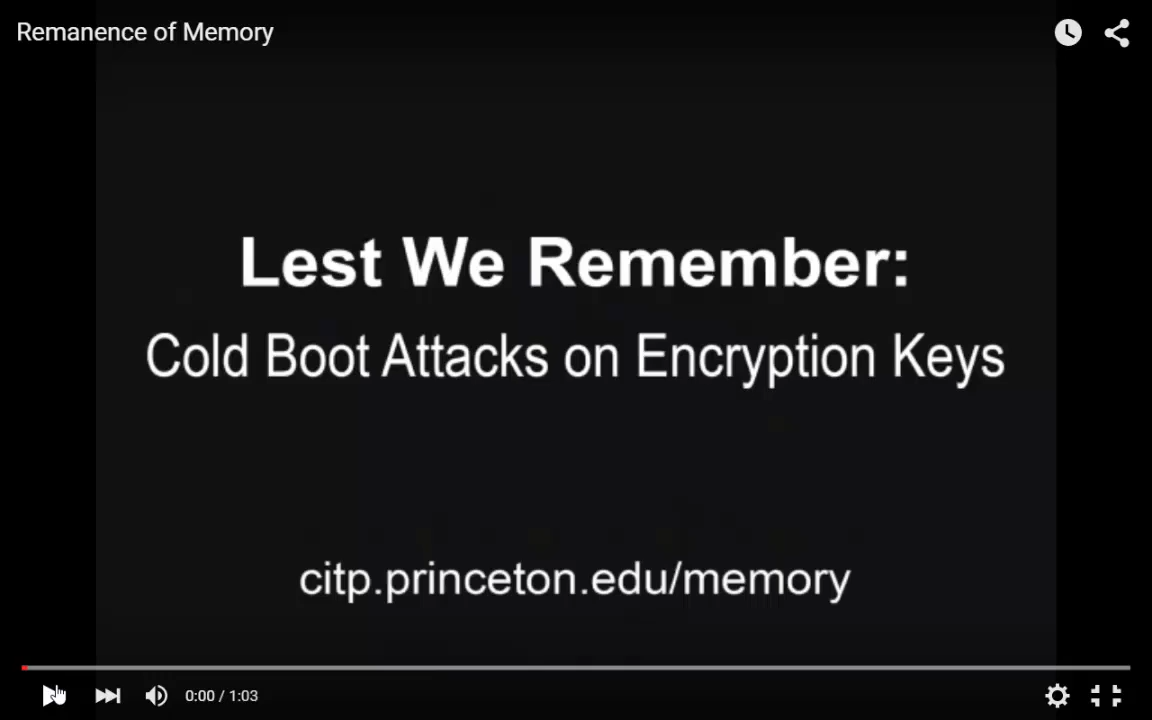 Remanence of Memory
Lest We Remember:
Cold Boot Attacks on Encryption Keys
citp.princeton.edu/memory
0:00 / 1:03